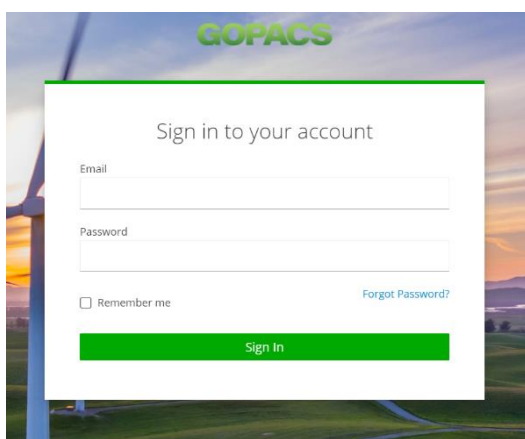 GOPACS
Sign in to your account
Email
Password
Remember me
Forgot Password?
Sign In